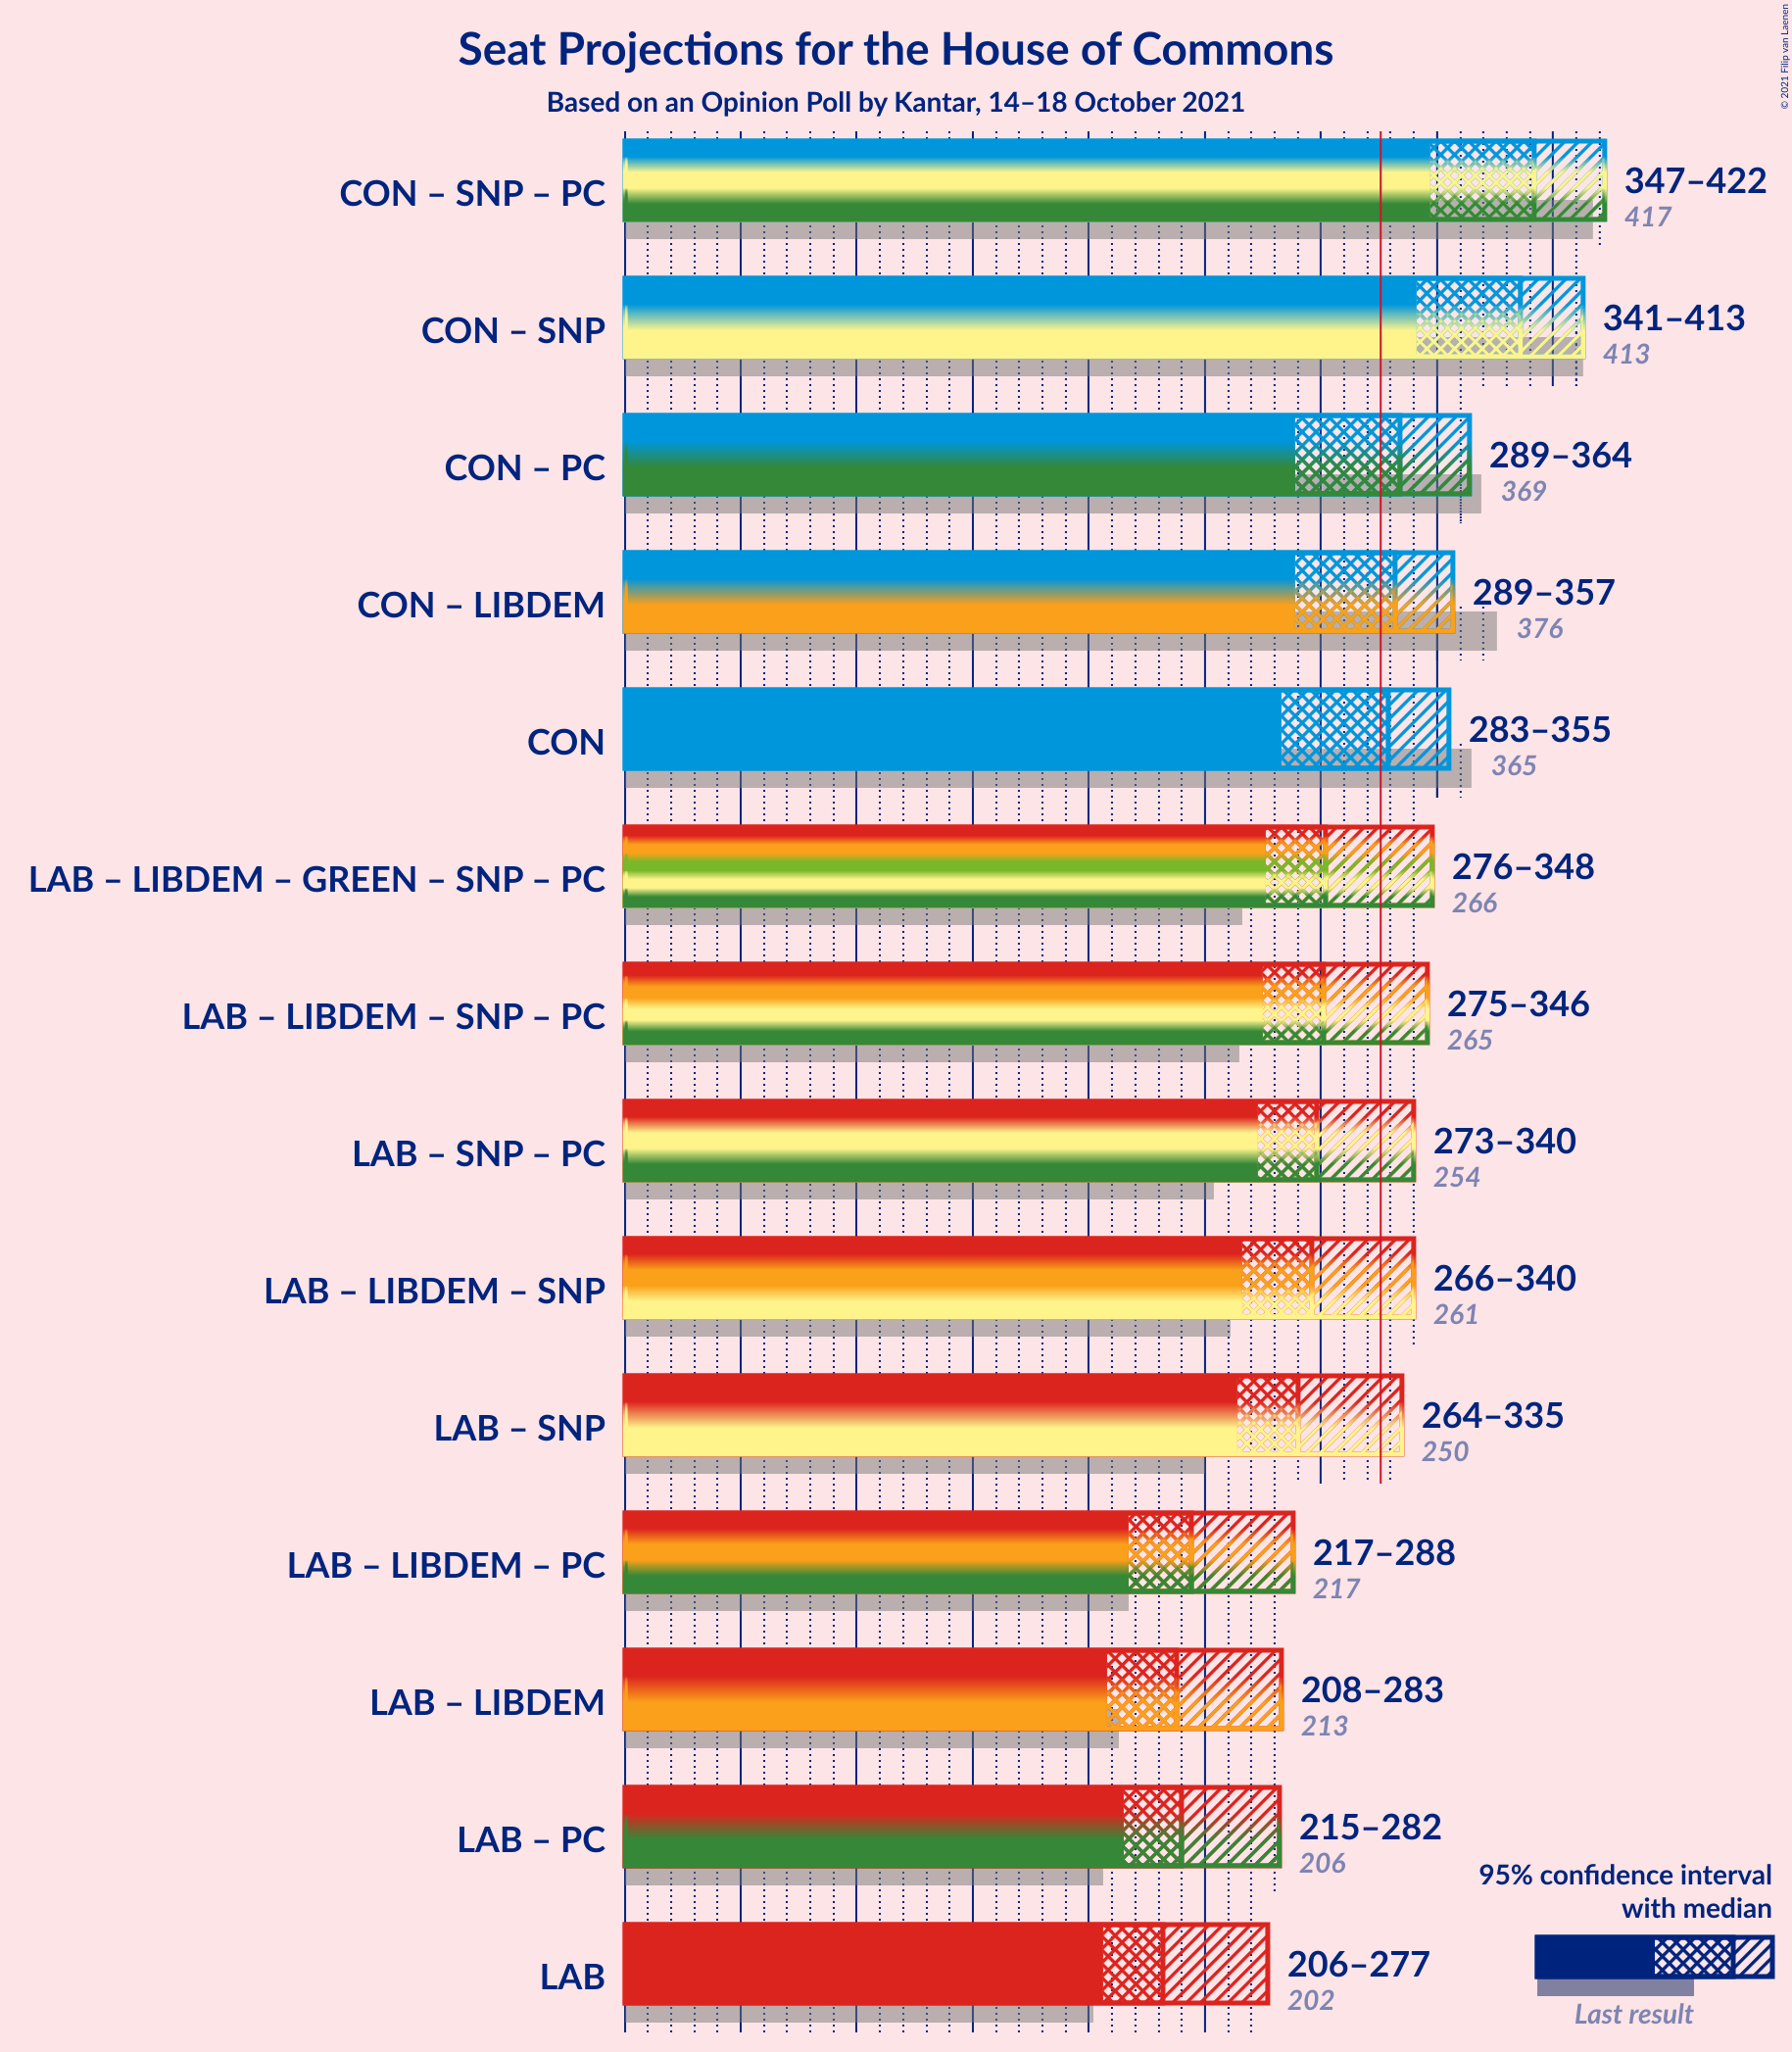 Seat Projections for the House of Commons
Based on an Opinion Poll by Kantar, 14–18 October 2021
© 2021 Filip van Laenen
CON – SNP – PC
347–422
417
CON – SNP
341–413
413
CON – PC
289–364
369
CON – LIBDEM
289–357
376
CON
283–355
365
LAB – LIBDEM – GREEN – SNP – PC
276–348
266
LAB – LIBDEM – SNP – PC
275–346
265
LAB – SNP – PC
273–340
254
LAB – LIBDEM – SNP
266–340
261
LAB – SNP
264–335
250
LAB – LIBDEM – PC
217–288
217
LAB – LIBDEM
208–283
213
LAB – PC
215–282
206
LAB
206–277
202
95% confidence interval
with median
Last result